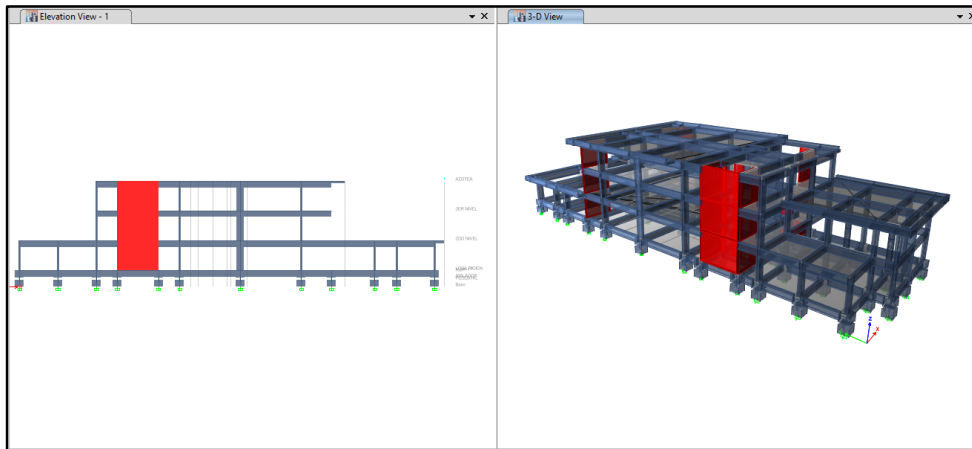 Elevation View - 1
3-D View
AZOTEA
3ER NIVEL
2DO NIVEL
Base
Z
X